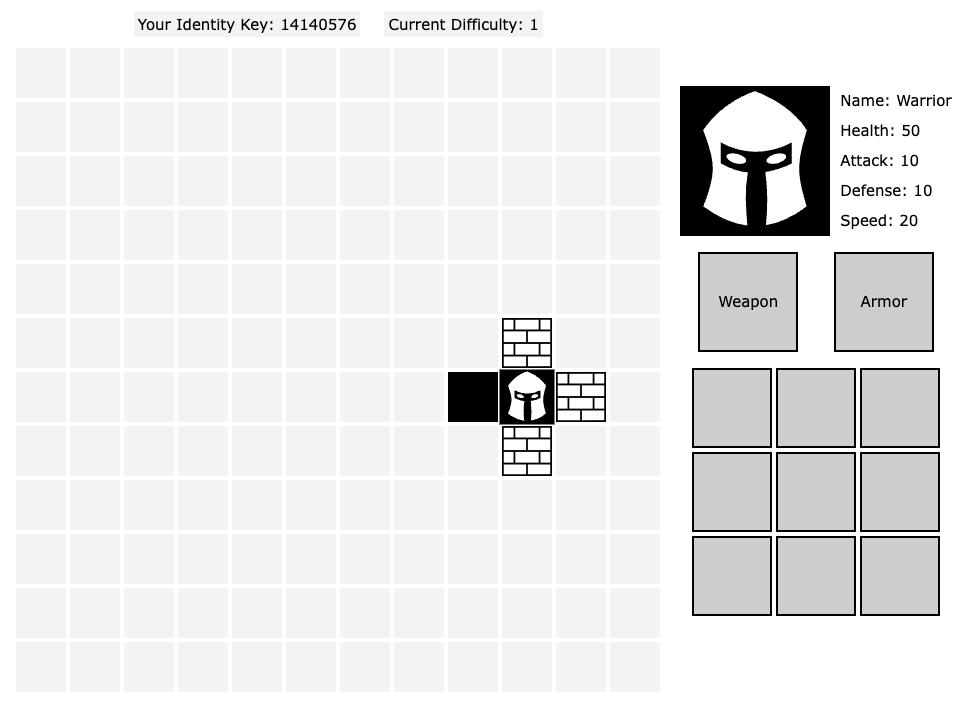 Your Identity Key: 14140576
Current Difficulty: 1
Name: Warrior
Health: 50
Attack: 10
Defense: 10
Speed: 20
Weapon
Armor